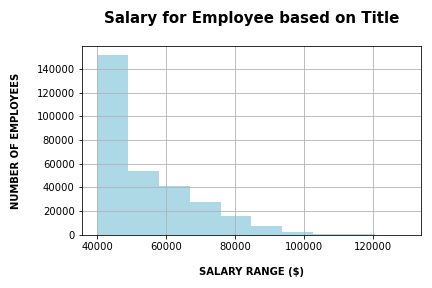 Salary for Employee based on Title
NUMBER OF EMPLOYEES
140000
120000
100000
80000
60000
40000
20000
0
40000 60000 80000 100000 120000
SALARY RANGE ($)